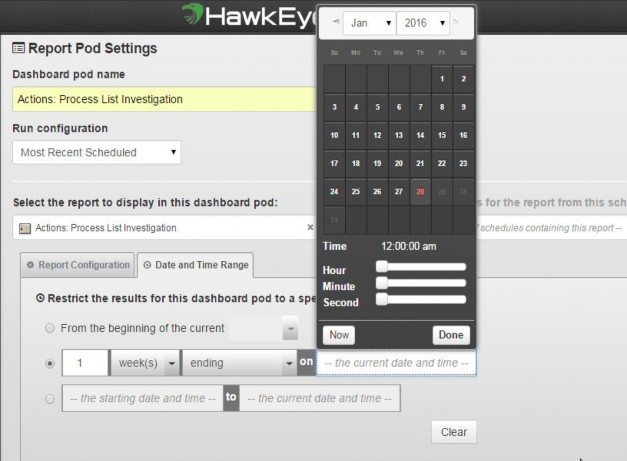 HawkEy
Report Pod Settings
Dashboard pod name
Actions: Process List Investigation
Run configuration
Most Recent Scheduled
Select the report to display in this dashboard pod:
s for the report from this sch
Actions: Process List Investigation ×
schedules containing this report --
Report Configuration
Date and Time Range
Restrict the results for this dashboard pod to a spe
From the beginning of the current
1 week(s) ending on -- the current date and time --
-- the starting date and time -- to -- the current date and time --
Clear
Jan 2016
Su Mo Tu We Th Fr Sa
1 2
3 4 5 6 7 8 9
10 11 12 13 14 15 16
17 18 19 20 21 22 23
24 25 26 27 28 29 30
31
Time 12:00:00 am
Hour
Minute
Second
Now Done